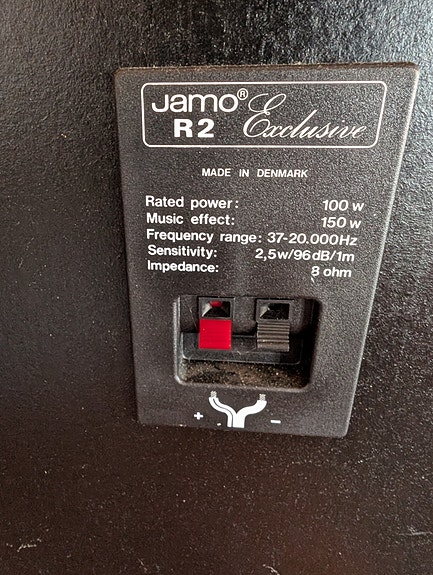 Jamo® Exclusive
R2
MADE IN DENMARK
Rated power: 100 w
Music effect: 150 w
Frequency range: 37-20.000Hz
Sensitivity: 2,5w/96dB/1m
Impedance: 8 ohm
+ -